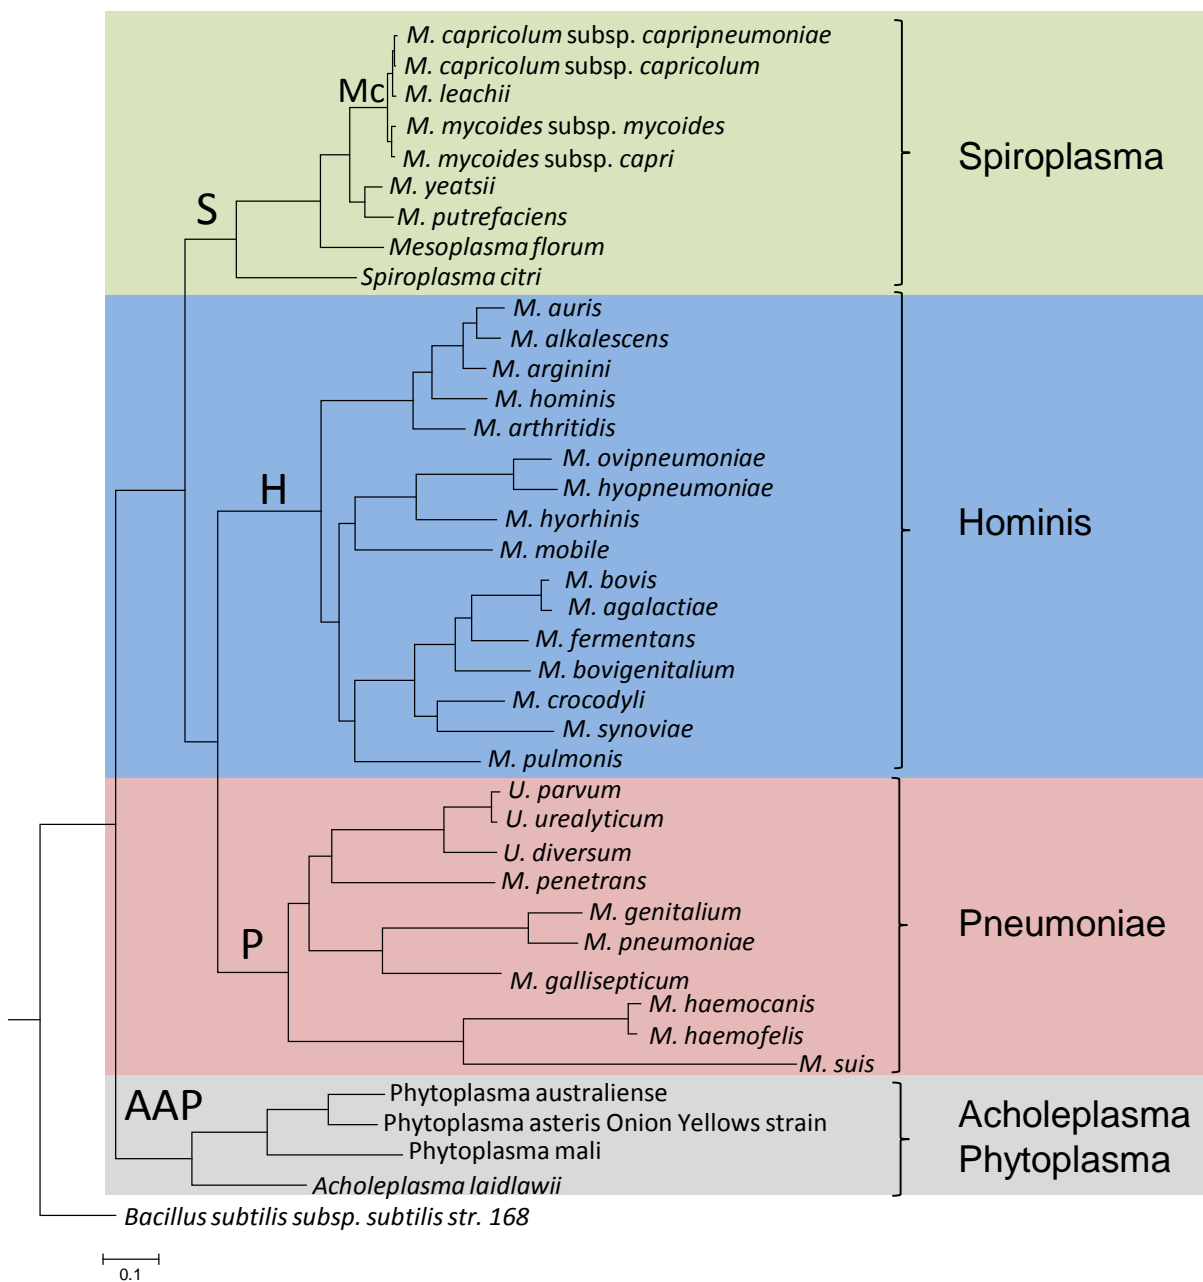 M. capricolum subsp. capripneumoniae
M. capricolum subsp. capricolum
Mc
M. leachii
M. mycoides subsp. mycoides
M. mycoides subsp. capri
Spiroplasma
M. yeatsii
S
M. putrefaciens
Mesoplasma florum
Spiroplasma citri
M. auris
M. alkalescens
M. arginini
M. hominis
M. arthritidis
M. ovipneumoniae
H
M. hyopneumoniae
M. hyorhinis
Hominis
M. mobile
M. bovis
M. agalactiae
M. fermentans
M. bovigenitalium
M. crocodyli
M. synoviae
M. pulmonis
U. parvum
U. urealyticum
U. diversum
M. penetrans
M. genitalium
Pneumoniae
P
M. pneumoniae
M. gallisepticum
M. haemocanis
M. haemofelis
M. suis
AAP
Phytoplasma australiense
Acholeplasma
Phytoplasma asteris Onion Yellows strain
Phytoplasma mali
Phytoplasma
Acholeplasma laidlawii
Bacillus subtilis subsp. subtilis str. 168
0.1